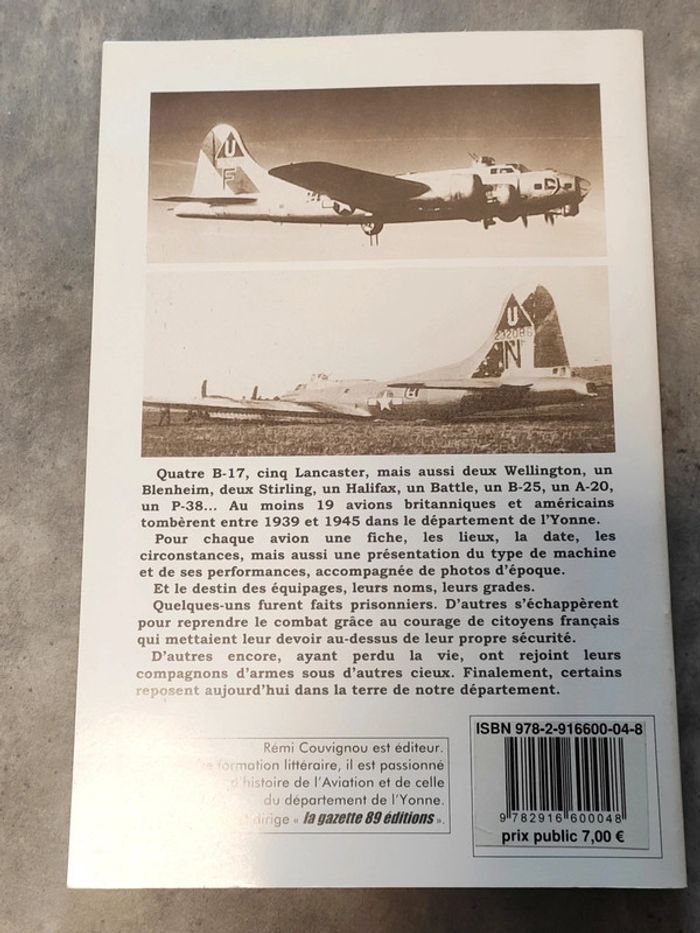 U
F
U
232086
N
Quatre B-17, cinq Lancaster, mais aussi deux Wellington, un
Blenheim, deux Stirling, un Halifax, un Battle, un B-25, un A-20,
un P-38... Au moins 19 avions britanniques et américains
tombèrent entre 1939 et 1945 dans le département de l'Yonne.
Pour chaque avion une fiche, les lieux, la date, les
circonstances, mais aussi une présentation du type de machine
et de ses performances, accompagnée de photos d'époque.
Et le destin des équipages, leurs noms, leurs grades.
Quelques-uns furent faits prisonniers. D'autres s'échappèrent
pour reprendre le combat grâce au courage de citoyens français
qui mettaient leur devoir au-dessus de leur propre sécurité.
D'autres encore, ayant perdu la vie, ont rejoint leurs
compagnons d'armes sous d'autres cieux. Finalement, certains
reposent aujourd'hui dans la terre de notre département.
Rémi Couvignou est éditeur.
formation littéraire, il est passionné
d'histoire de l'Aviation et de celle
du département de l'Yonne.
dirige « la gazette 89 éditions ».
ISBN 978-2-916600-04-8
9 782916 600048
prix public 7,00 €